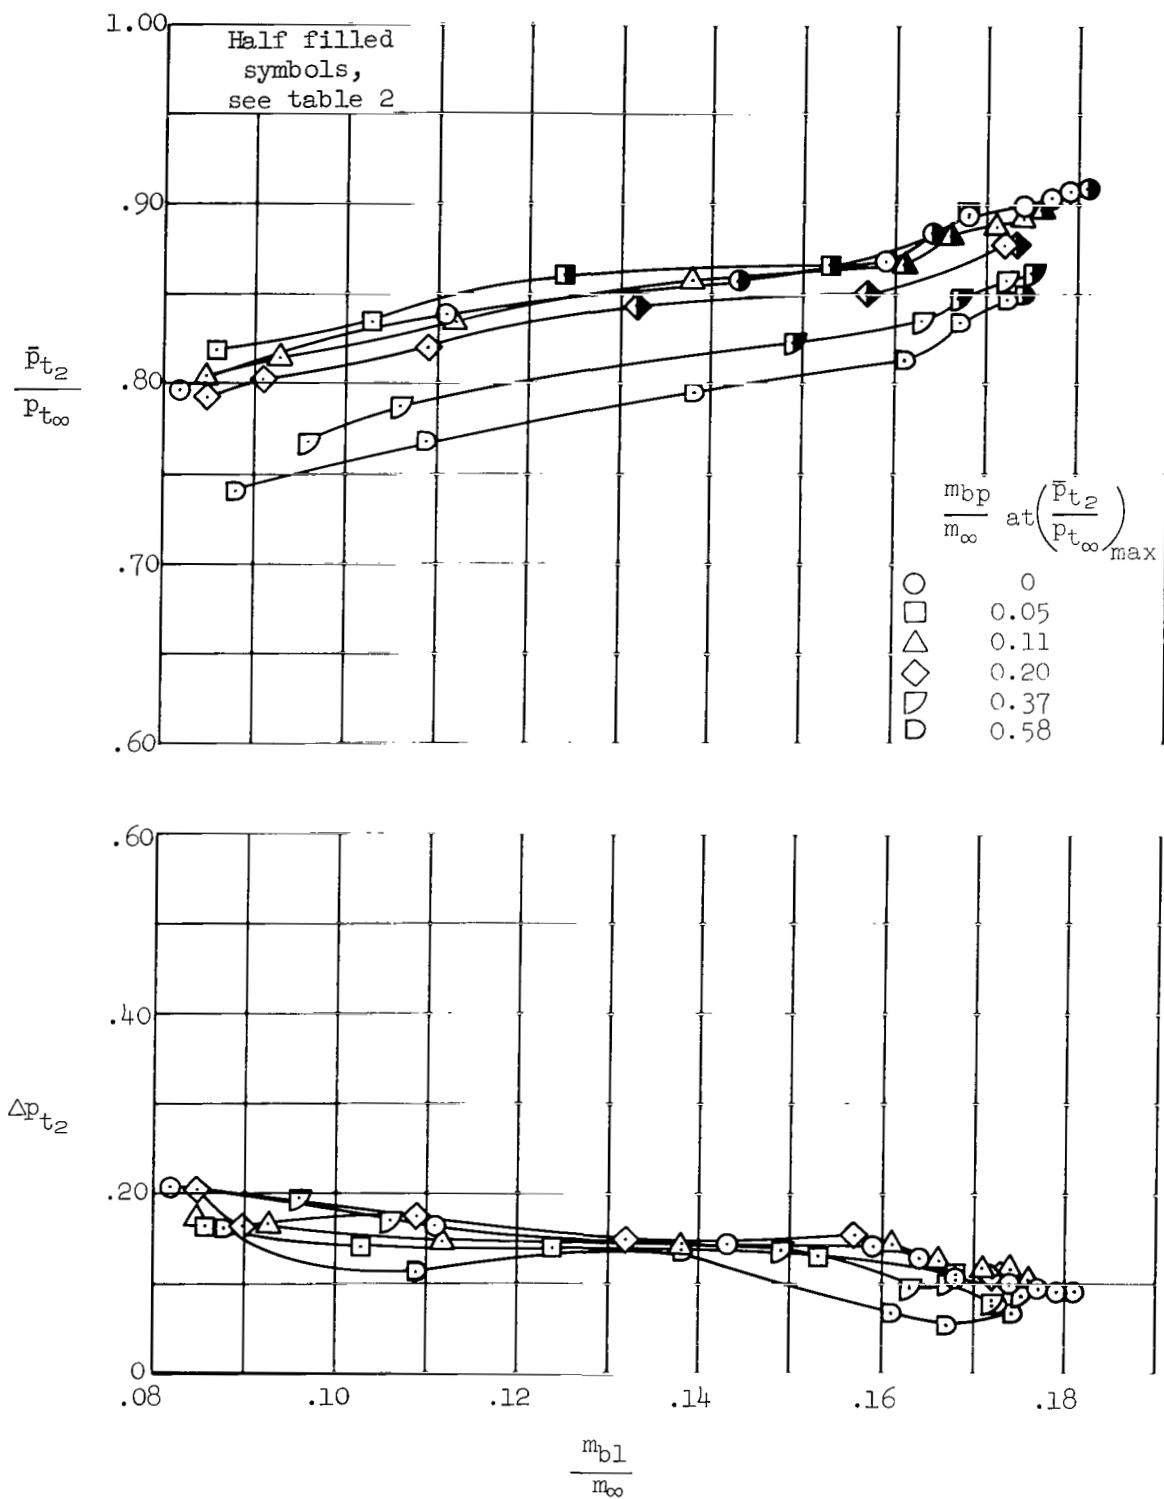 1.00
Half filled
symbols,
see table 2
.90
p̄t2
pt∞
.80
mbp
m∞
at
(p̄t2
pt∞)max
.70
0
0.05
0.11
0.20
0.37
0.58
.60
.60
.40
Δpt2
.20
0
.08 .10 .12 .14 .16 .18
mbl
m∞